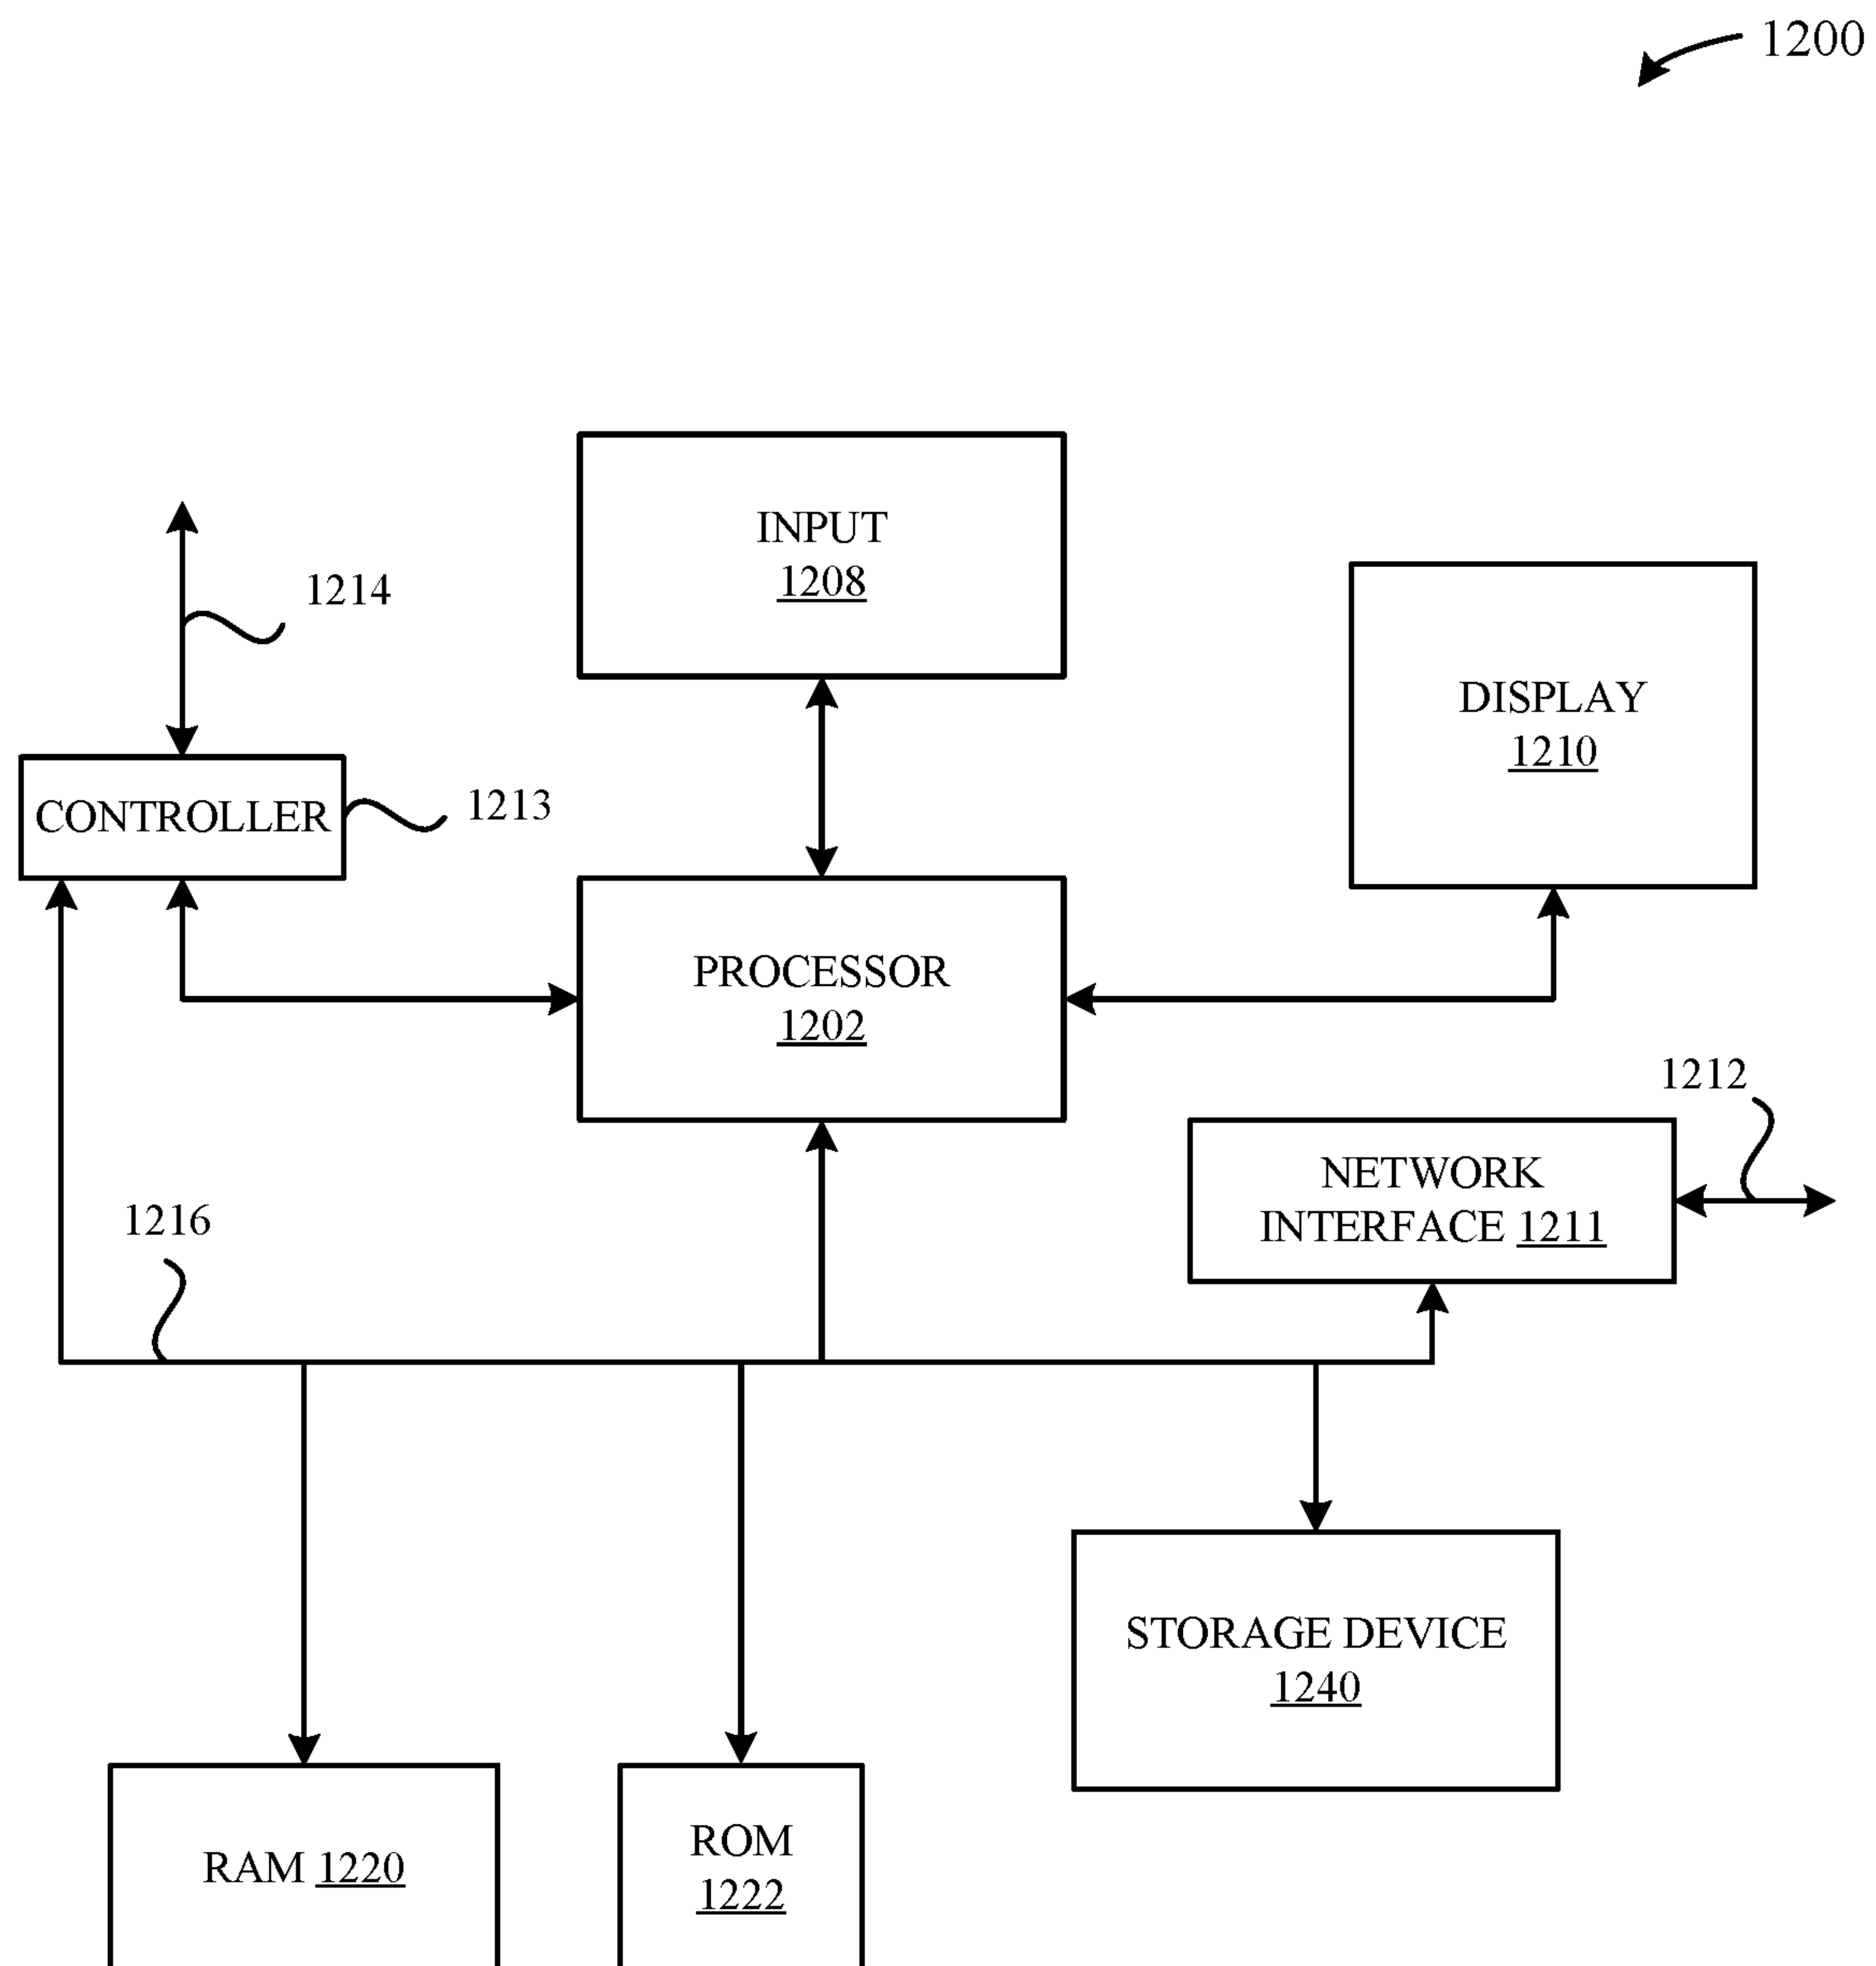 1200
INPUT
1208
1214
DISPLAY
1210
CONTROLLER
1213
PROCESSOR
1202
1212
NETWORK
INTERFACE 1211
1216
STORAGE DEVICE
1240
RAM 1220
ROM
1222